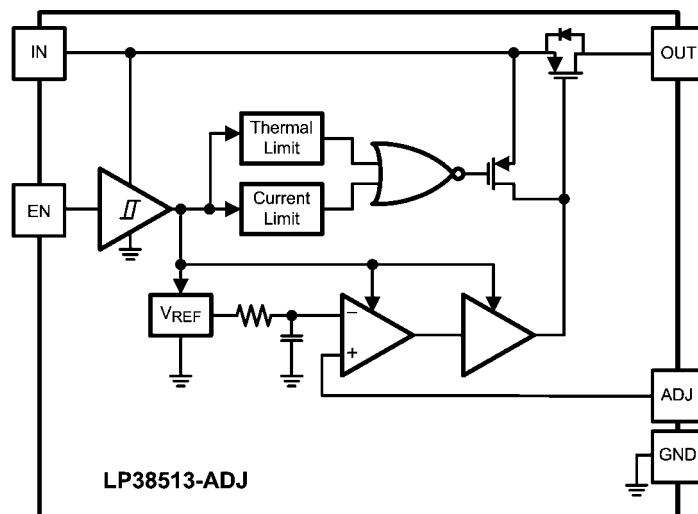 IN
OUT
Thermal
Limit
EN
Current
Limit
VREF
−
+
ADJ
GND
LP38513-ADJ